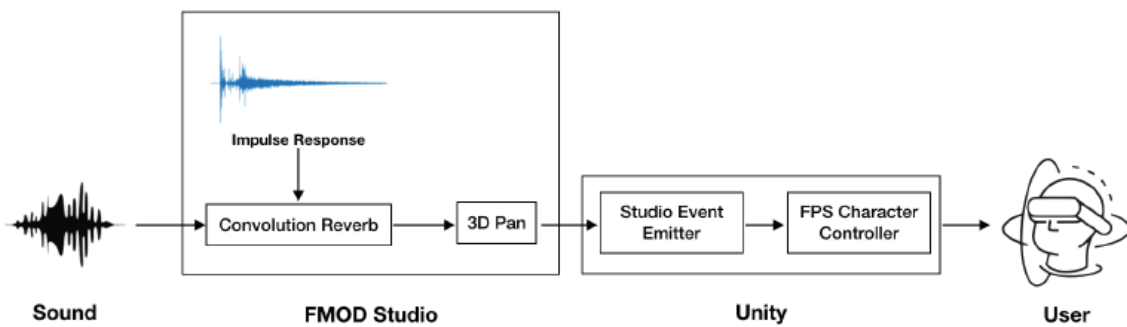 Impulse Response
Convolution Reverb
3D Pan
Studio Event
Emitter
FPS Character
Controller
Sound
FMOD Studio
Unity
User